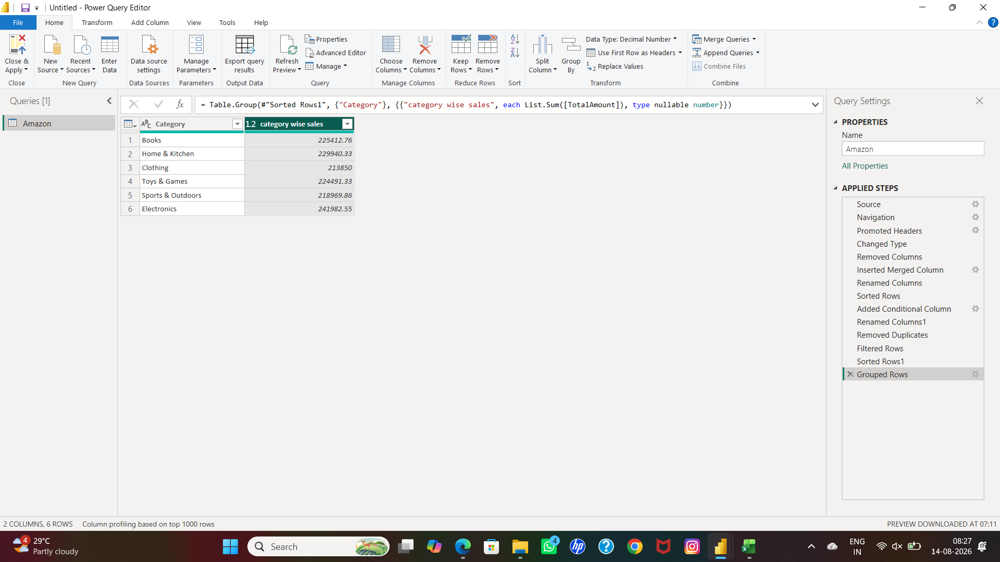 Untitled - Power Query Editor
File Home Transform Add Column View Tools Help
Close & Apply
Close
New Source
Recent Sources
Enter Data
New Query
Data source settings
Data Sources
Manage Parameters
Parameters
Export query results
Output Data
Refresh Preview
Properties
Advanced Editor
Manage
Query
Choose Columns
Remove Columns
Manage Columns
Keep Rows
Remove Rows
Reduce Rows
Sort
Split Column
Group By
Data Type: Decimal Number
Use First Row as Headers
Replace Values
Transform
Merge Queries
Append Queries
Combine Files
Combine
Queries [1]
Amazon
= Table.Group(#"Sorted Rows1", {"Category"}, {{"category wise sales", each List.Sum([TotalAmount]), type nullable number}})
ABC Category 1.2 category wise sales
1 Books 225412.76
2 Home & Kitchen 229940.33
3 Clothing 213850
4 Toys & Games 224491.33
5 Sports & Outdoors 218969.86
6 Electronics 241982.55
Query Settings
PROPERTIES
Name
Amazon
All Properties
APPLIED STEPS
Source
Navigation
Promoted Headers
Changed Type
Removed Columns
Inserted Merged Column
Renamed Columns
Sorted Rows
Added Conditional Column
Renamed Columns1
Removed Duplicates
Filtered Rows
Sorted Rows1
Grouped Rows
2 COLUMNS, 6 ROWS Column profiling based on top 1000 rows
PREVIEW DOWNLOADED AT 07:11
4
29°C
Partly cloudy
Search
4
hp
ENG
IN
08:27
14-08-2026